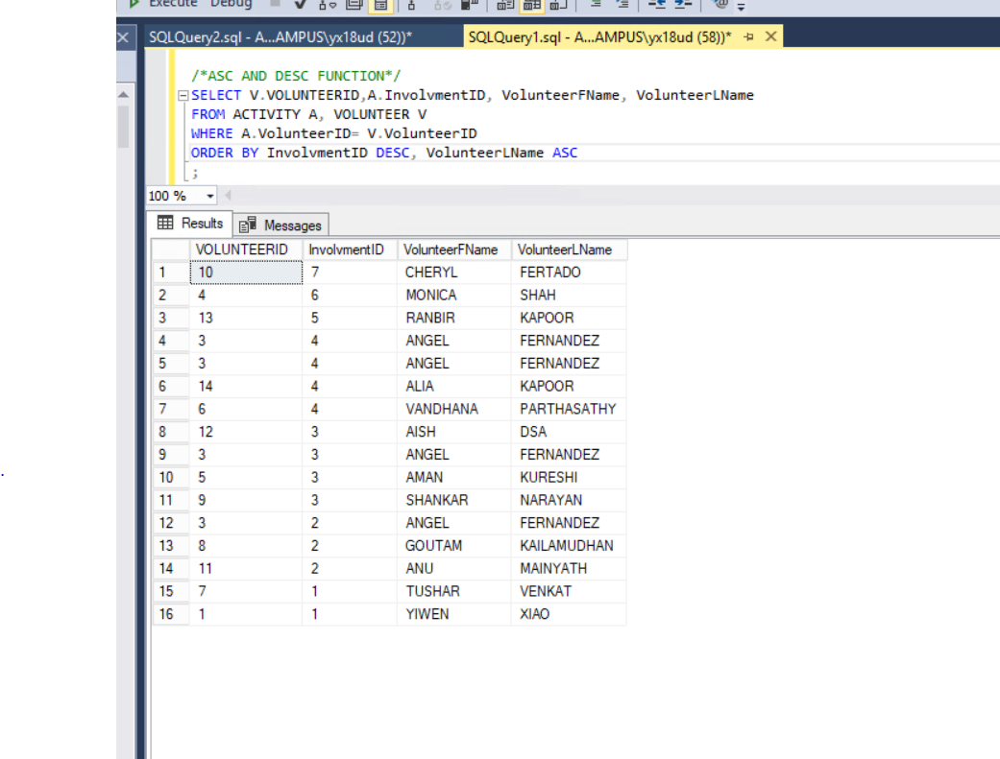 Execute Debug
SQLQuery2.sql - A...AMPUS\yx18ud (52))* SQLQuery1.sql - A...AMPUS\yx18ud (58))*
/*ASC AND DESC FUNCTION*/
SELECT V.VOLUNTEERID,A.InvolvmentID, VolunteerFName, VolunteerLName
FROM ACTIVITY A, VOLUNTEER V
WHERE A.VolunteerID= V.VolunteerID
ORDER BY InvolvmentID DESC, VolunteerLName ASC
;
100 %
Results Messages
VOLUNTEERID InvolvmentID VolunteerFName VolunteerLName
1 10 7 CHERYL FERTADO
2 4 6 MONICA SHAH
3 13 5 RANBIR KAPOOR
4 3 4 ANGEL FERNANDEZ
5 3 4 ANGEL FERNANDEZ
6 14 4 ALIA KAPOOR
7 6 4 VANDHANA PARTHASATHY
8 12 3 AISH DSA
9 3 3 ANGEL FERNANDEZ
10 5 3 AMAN KURESHI
11 9 3 SHANKAR NARAYAN
12 3 2 ANGEL FERNANDEZ
13 8 2 GOUTAM KAILAMUDHAN
14 11 2 ANU MAINYATH
15 7 1 TUSHAR VENKAT
16 1 1 YIWEN XIAO